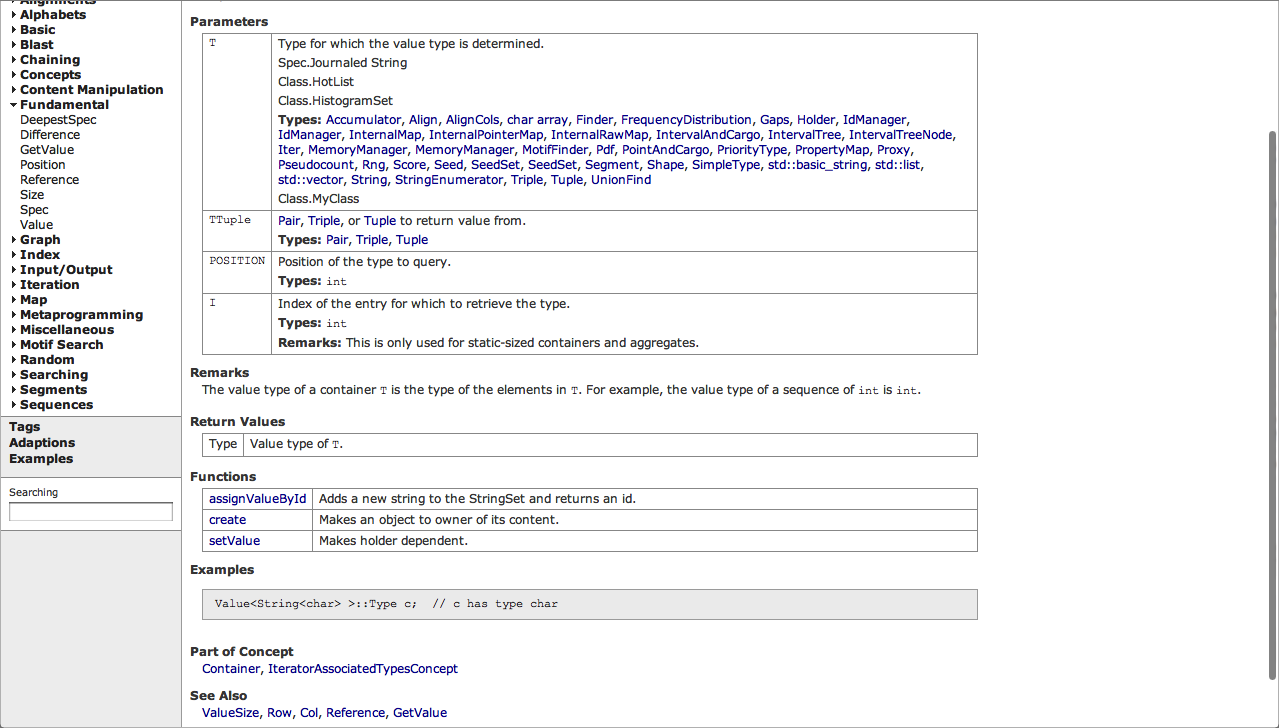 Alignments
Alphabets
Basic
Blast
Chaining
Concepts
Content Manipulation
Fundamental
DeepestSpec
Difference
GetValue
Position
Reference
Size
Spec
Value
Graph
Index
Input/Output
Iteration
Map
Metaprogramming
Miscellaneous
Motif Search
Random
Searching
Segments
Sequences
Tags
Adaptions
Examples
Searching
Parameters
T
Type for which the value type is determined.
Spec.Journaled String
Class.HotList
Class.HistogramSet
Types: Accumulator, Align, AlignCols, char array, Finder, FrequencyDistribution, Gaps, Holder, IdManager,
IdManager, InternalMap, InternalPointerMap, InternalRawMap, IntervalAndCargo, IntervalTree, IntervalTreeNode,
Iter, MemoryManager, MemoryManager, MotifFinder, Pdf, PointAndCargo, PriorityType, PropertyMap, Proxy,
Pseudocount, Rng, Score, Seed, SeedSet, SeedSet, Segment, Shape, SimpleType, std::basic_string, std::list,
std::vector, String, StringEnumerator, Triple, Tuple, UnionFind
Class.MyClass
TTuple
Pair, Triple, or Tuple to return value from.
Types: Pair, Triple, Tuple
POSITION
Position of the type to query.
Types: int
I
Index of the entry for which to retrieve the type.
Types: int
Remarks: This is only used for static-sized containers and aggregates.
Remarks
The value type of a container T is the type of the elements in T. For example, the value type of a sequence of int is int.
Return Values
Type Value type of T.
Functions
assignValueById Adds a new string to the StringSet and returns an id.
create Makes an object to owner of its content.
setValue Makes holder dependent.
Examples
Value<String<char> >::Type c;  // c has type char
Part of Concept
Container, IteratorAssociatedTypesConcept
See Also
ValueSize, Row, Col, Reference, GetValue